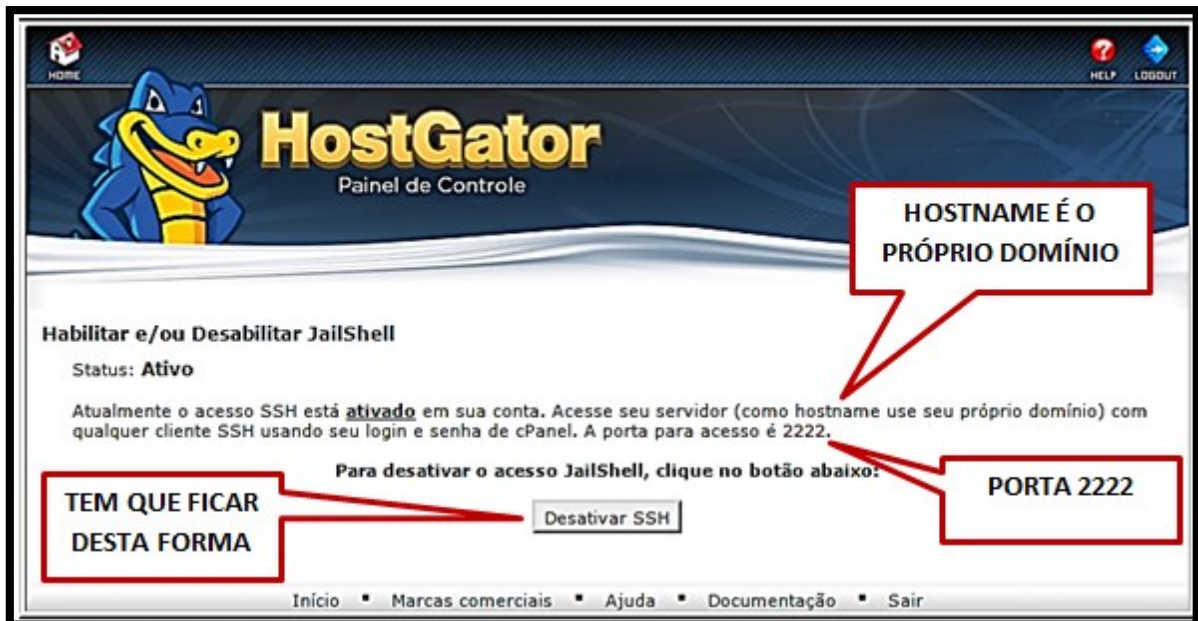 HOME
HELP
LOGOUT
HostGator
Painel de Controle
HOSTNAME É O
PRÓPRIO DOMÍNIO
Habilitar e/ou Desabilitar JailShell
Status: Ativo
Atualmente o acesso SSH está ativado em sua conta. Acesse seu servidor (como hostname use seu próprio domínio) com
qualquer cliente SSH usando seu login e senha de cPanel. A porta para acesso é 2222.
Para desativar o acesso JailShell, clique no botão abaixo:
TEM QUE FICAR
DESTA FORMA
Desativar SSH
PORTA 2222
Início ▪ Marcas comerciais ▪ Ajuda ▪ Documentação ▪ Sair